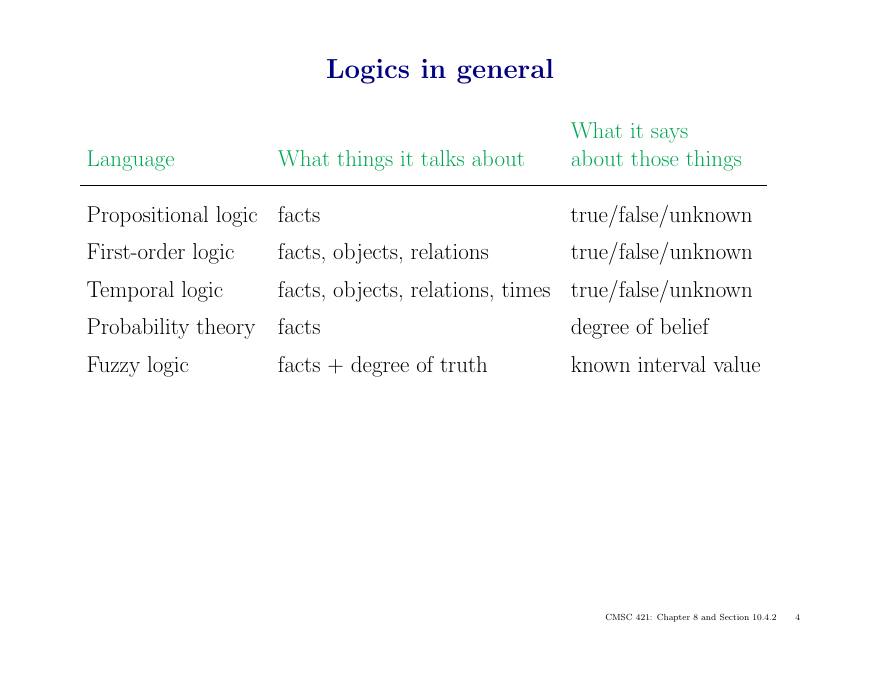 Logics in general
Language What things it talks about What it says
about those things
Propositional logic facts true/false/unknown
First-order logic facts, objects, relations true/false/unknown
Temporal logic facts, objects, relations, times true/false/unknown
Probability theory facts degree of belief
Fuzzy logic facts + degree of truth known interval value
CMSC 421: Chapter 8 and Section 10.4.2 4